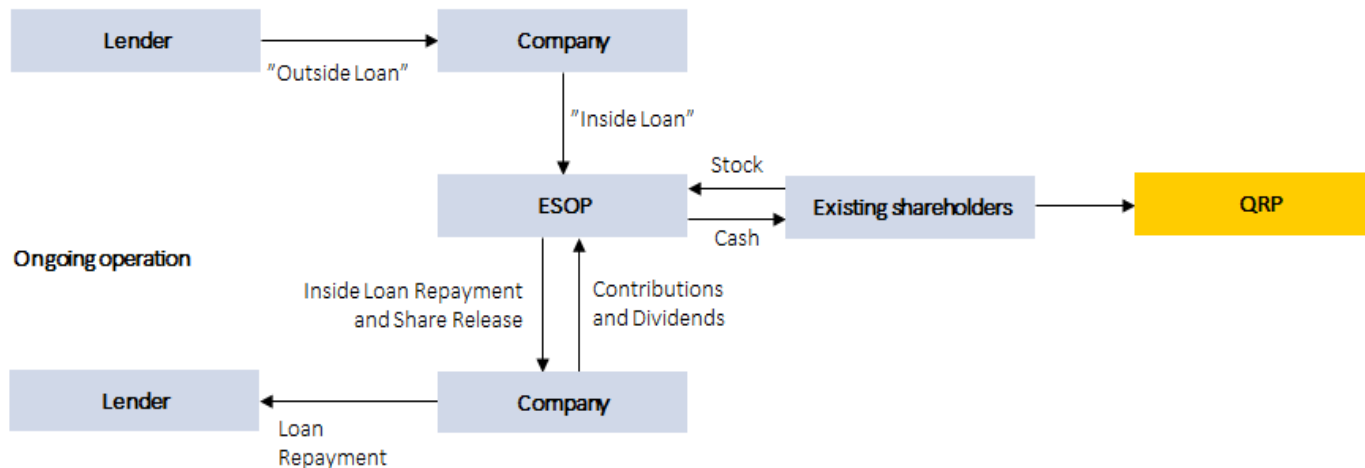 Lender
Company
"Outside Loan"
"Inside Loan"
Stock
ESOP
Existing shareholders
QRP
Cash
Ongoing operation
Inside Loan Repayment
and Share Release
Contributions
and Dividends
Lender
Company
Loan
Repayment